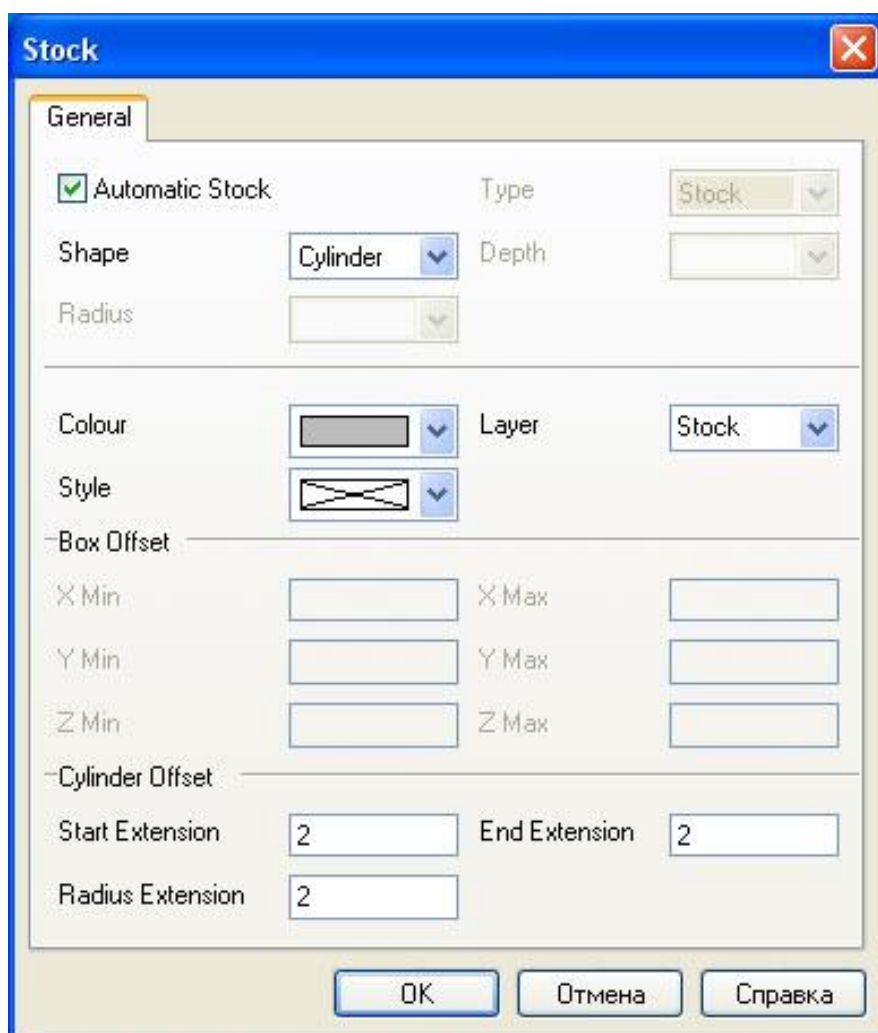 Stock
General
Automatic Stock Type Stock
Shape Cylinder Depth
Radius
Colour Layer Stock
Style
Box Offset
X Min X Max
Y Min Y Max
Z Min Z Max
Cylinder Offset
Start Extension 2 End Extension 2
Radius Extension 2
OK Отмена Справка